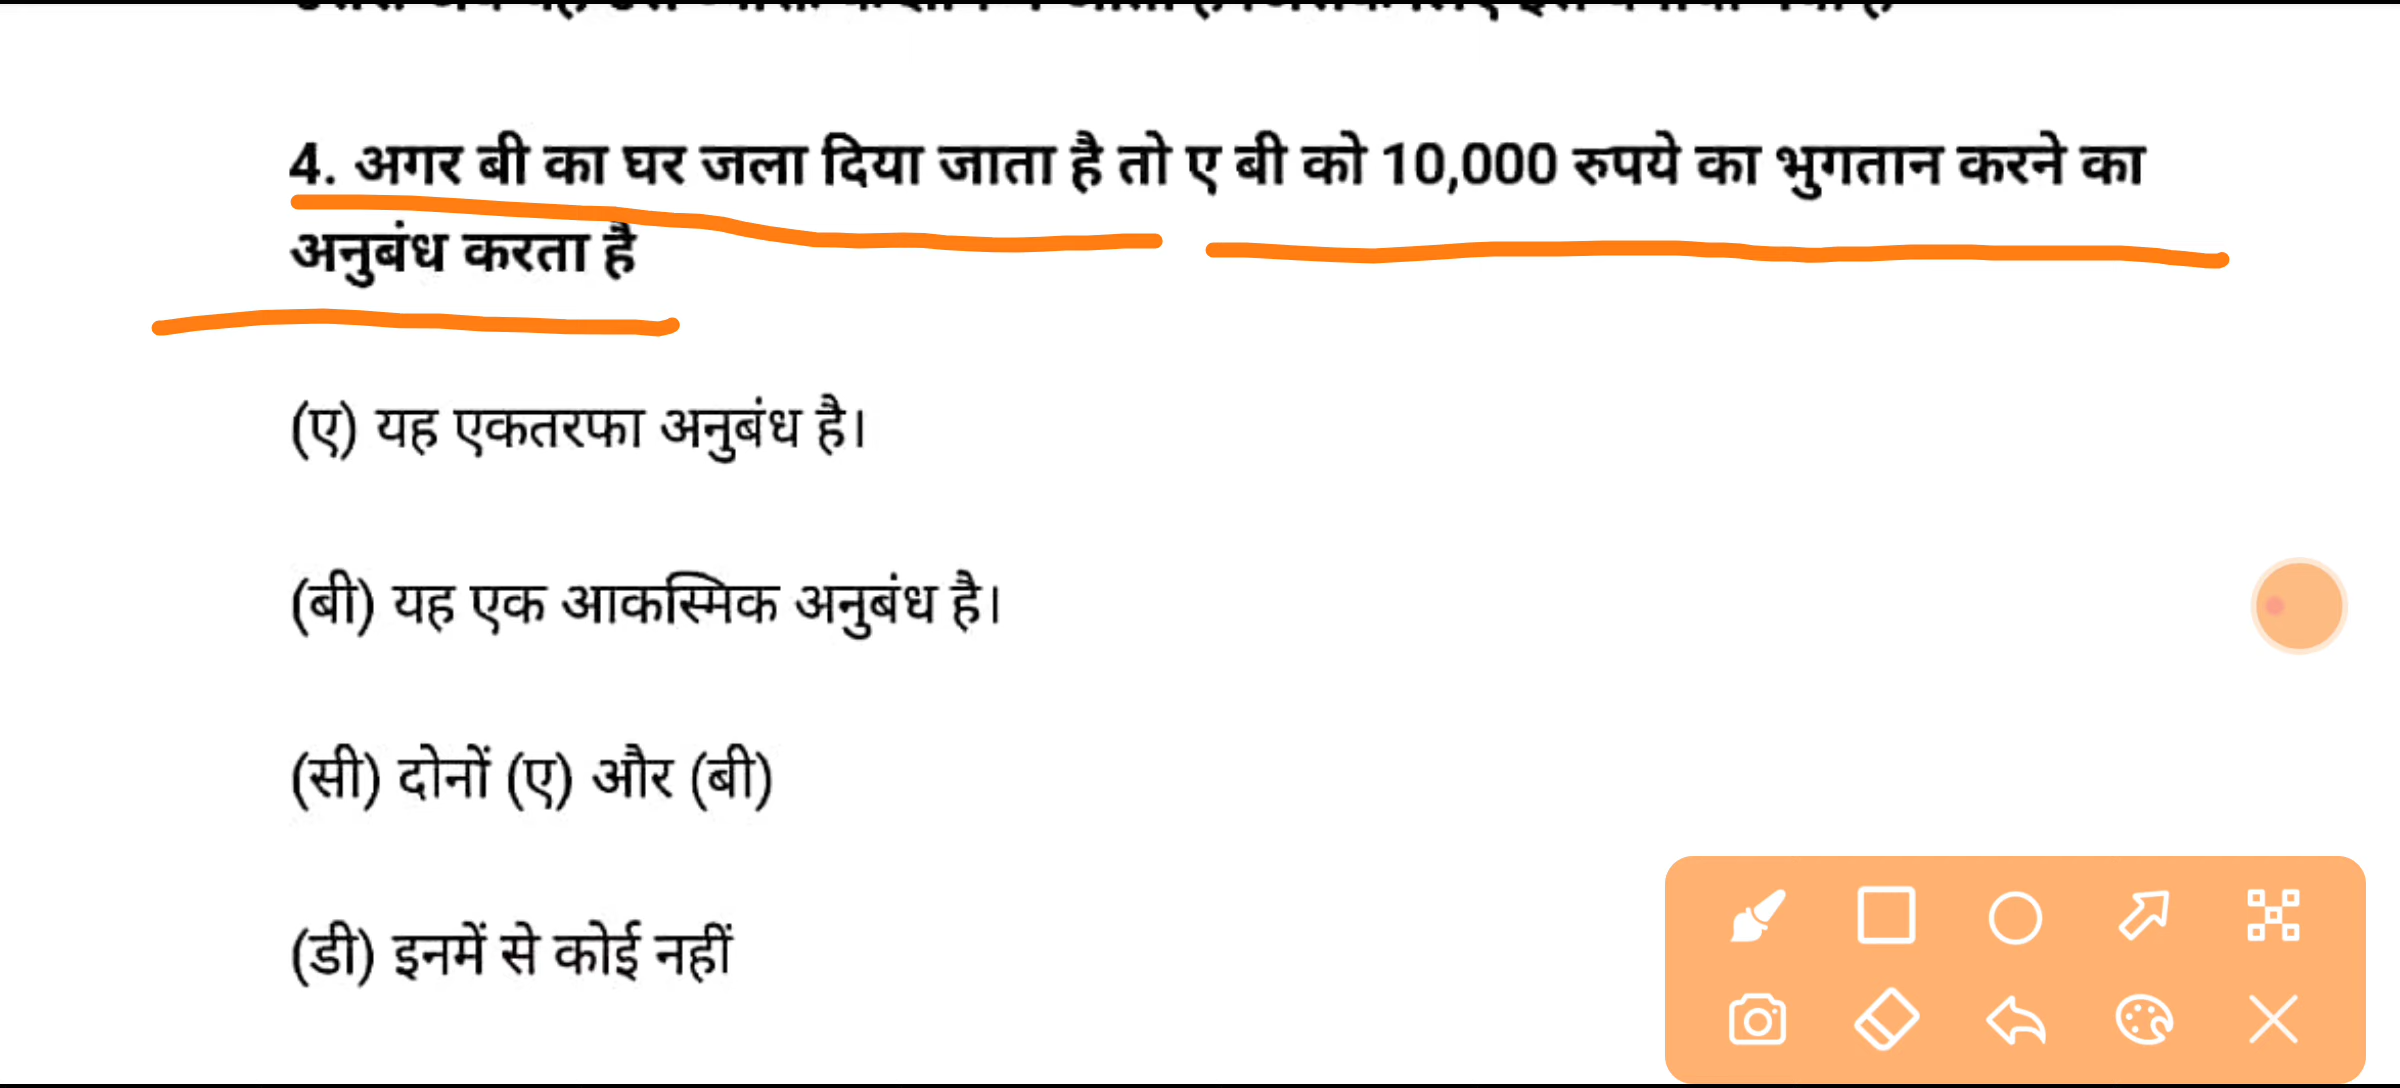 4. अगर बी का घर जला दिया जाता है तो ए बी को 10,000 रुपये का भुगतान करने का
अनुबंध करता है
(ए) यह एकतरफा अनुबंध है।
(बी) यह एक आकस्मिक अनुबंध है।
(सी) दोनों (ए) और (बी)
(डी) इनमें से कोई नहीं